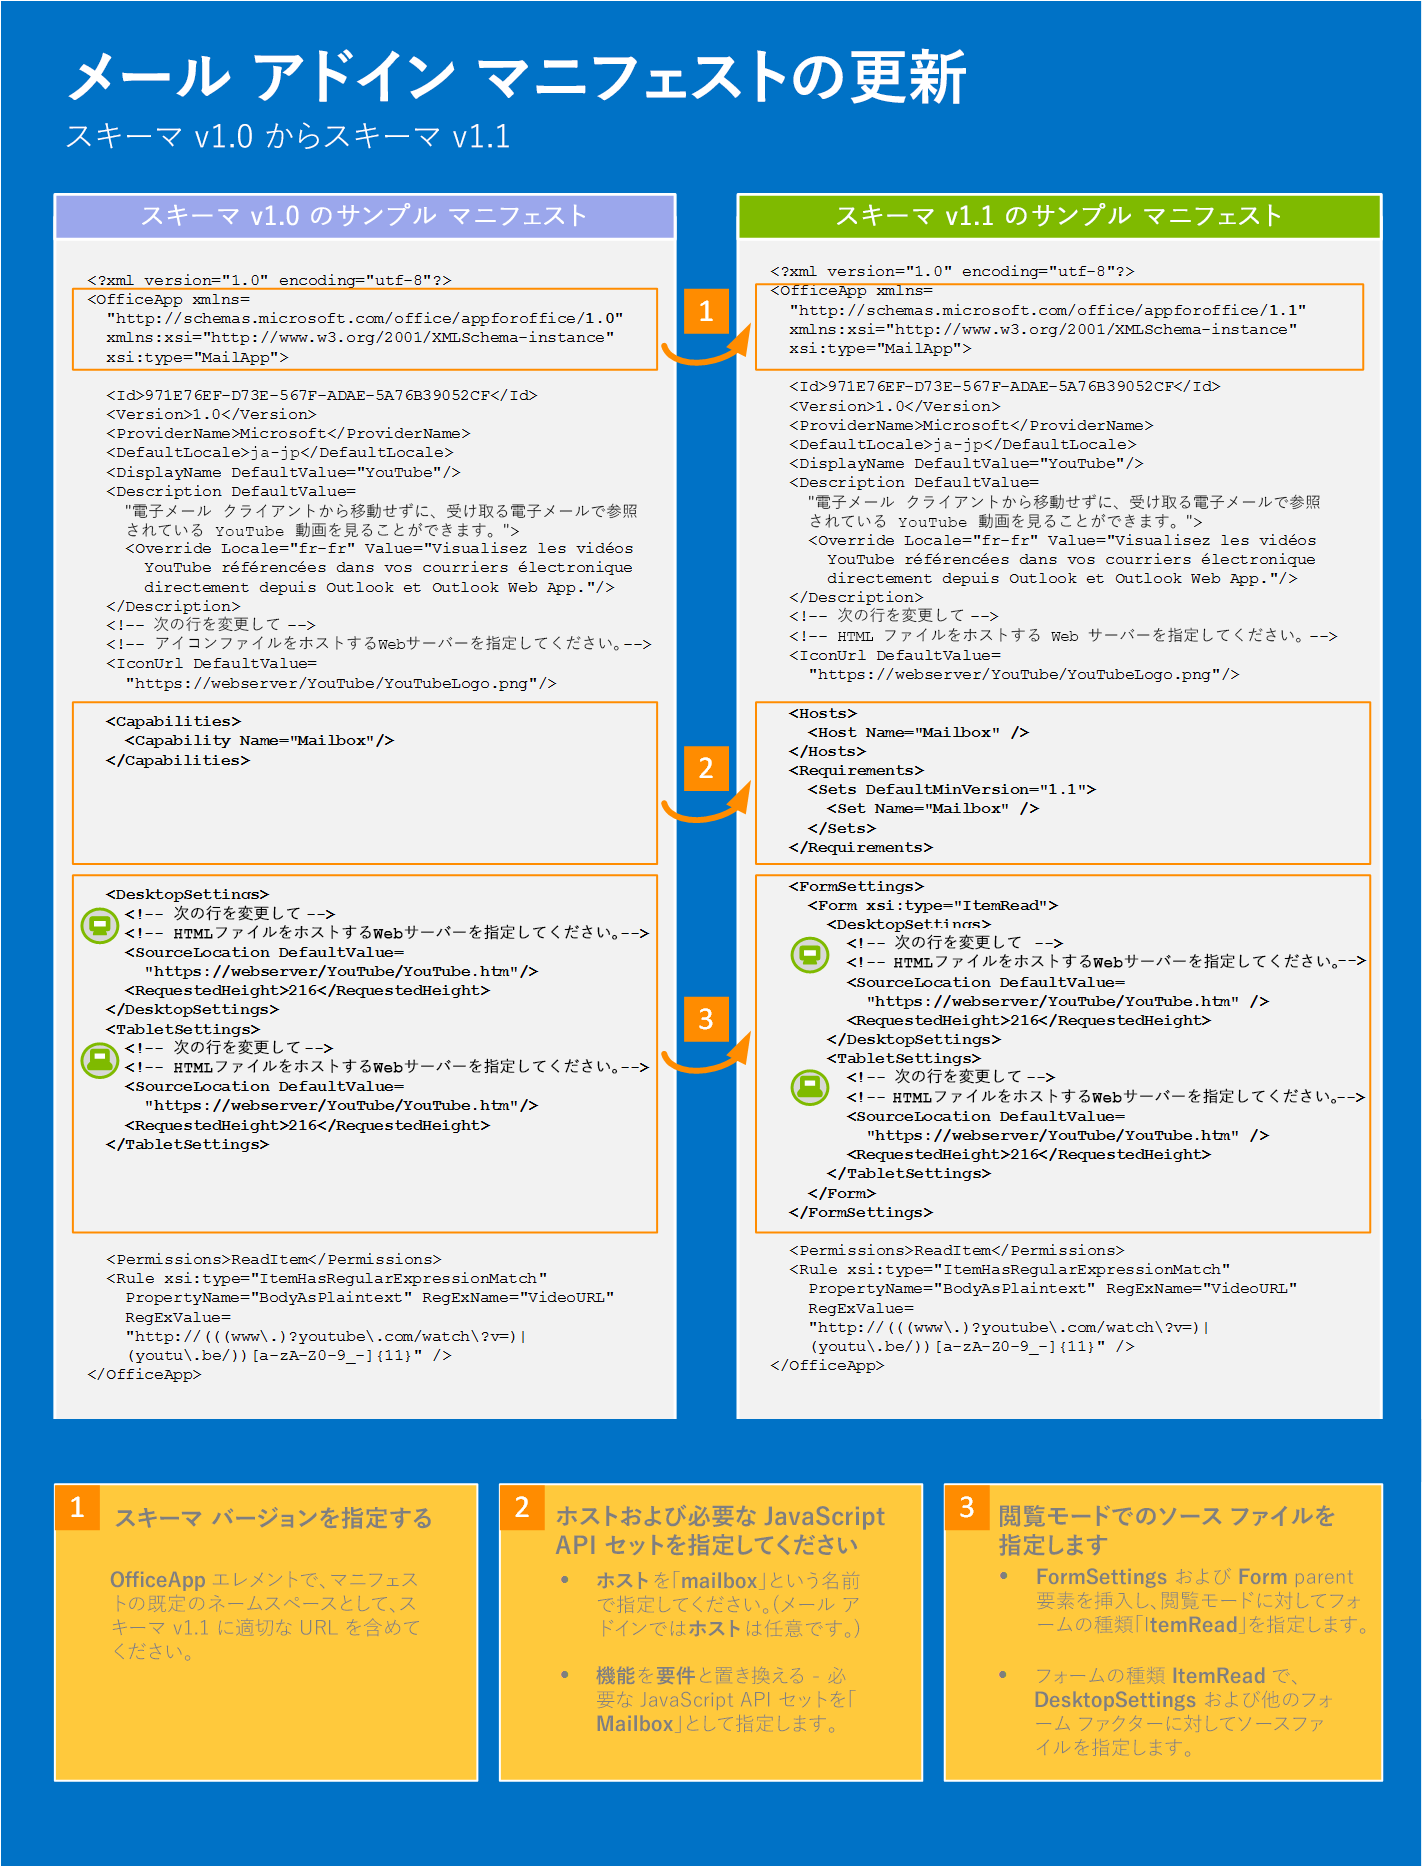 メール アドイン マニフェストの更新
スキーマ v1.0 からスキーマ v1.1
スキーマ v1.0 のサンプル マニフェスト
<?xml version="1.0" encoding="utf-8"?>
<OfficeApp xmlns=
"http://schemas.microsoft.com/office/appforoffice/1.0"
xmlns:xsi="http://www.w3.org/2001/XMLSchema-instance"
xsi:type="MailApp">
<Id>971E76EF-D73E-567F-ADAE-5A76B39052CF</Id>
<Version>1.0</Version>
<ProviderName>Microsoft</ProviderName>
<DefaultLocale>ja-jp</DefaultLocale>
<DisplayName DefaultValue="YouTube"/>
<Description DefaultValue=
"電子メール クライアントから移動せずに、受け取る電子メールで参照
されている YouTube 動画を見ることができます。">
<Override Locale="fr-fr" Value="Visualisez les vidéos
YouTube référencées dans vos courriers électronique
directement depuis Outlook et Outlook Web App."/>
</Description>
<!-- 次の行を変更して -->
<!-- アイコンファイルをホストするWebサーバーを指定してください。-->
<IconUrl DefaultValue=
"https://webserver/YouTube/YouTubeLogo.png"/>
<Capabilities>
<Capability Name="Mailbox"/>
</Capabilities>
<DesktopSettings>
<!-- 次の行を変更して -->
<!-- HTMLファイルをホストするWebサーバーを指定してください。-->
<SourceLocation DefaultValue=
"https://webserver/YouTube/YouTube.htm"/>
<RequestedHeight>216</RequestedHeight>
</DesktopSettings>
<TabletSettings>
<!-- 次の行を変更して -->
<!-- HTMLファイルをホストするWebサーバーを指定してください。-->
<SourceLocation DefaultValue=
"https://webserver/YouTube/YouTube.htm"/>
<RequestedHeight>216</RequestedHeight>
</TabletSettings>
<Permissions>ReadItem</Permissions>
<Rule xsi:type="ItemHasRegularExpressionMatch"
PropertyName="BodyAsPlaintext" RegExName="VideoURL"
RegExValue=
"http://(((www\.)?youtube\.com/watch\?v=)|
(youtu\.be/))[a-zA-Z0-9_-]{11}" />
</OfficeApp>
1
2
3
スキーマ v1.1 のサンプル マニフェスト
<?xml version="1.0" encoding="utf-8"?>
<OfficeApp xmlns=
"http://schemas.microsoft.com/office/appforoffice/1.1"
xmlns:xsi="http://www.w3.org/2001/XMLSchema-instance"
xsi:type="MailApp">
<Id>971E76EF-D73E-567F-ADAE-5A76B39052CF</Id>
<Version>1.0</Version>
<ProviderName>Microsoft</ProviderName>
<DefaultLocale>ja-jp</DefaultLocale>
<DisplayName DefaultValue="YouTube"/>
<Description DefaultValue=
"電子メール クライアントから移動せずに、受け取る電子メールで参照
されている YouTube 動画を見ることができます。">
<Override Locale="fr-fr" Value="Visualisez les vidéos
YouTube référencées dans vos courriers électronique
directement depuis Outlook et Outlook Web App."/>
</Description>
<!-- 次の行を変更して -->
<!-- HTML ファイルをホストする Web サーバーを指定してください。-->
<IconUrl DefaultValue=
"https://webserver/YouTube/YouTubeLogo.png"/>
<Hosts>
<Host Name="Mailbox" />
</Hosts>
<Requirements>
<Sets DefaultMinVersion="1.1">
<Set Name="Mailbox" />
</Sets>
</Requirements>
<FormSettings>
<Form xsi:type="ItemRead">
<DesktopSettings>
<!-- 次の行を変更して -->
<!-- HTMLファイルをホストするWebサーバーを指定してください。-->
<SourceLocation DefaultValue=
"https://webserver/YouTube/YouTube.htm" />
<RequestedHeight>216</RequestedHeight>
</DesktopSettings>
<TabletSettings>
<!-- 次の行を変更して -->
<!-- HTMLファイルをホストするWebサーバーを指定してください。-->
<SourceLocation DefaultValue=
"https://webserver/YouTube/YouTube.htm" />
<RequestedHeight>216</RequestedHeight>
</TabletSettings>
</Form>
</FormSettings>
<Permissions>ReadItem</Permissions>
<Rule xsi:type="ItemHasRegularExpressionMatch"
PropertyName="BodyAsPlaintext" RegExName="VideoURL"
RegExValue=
"http://(((www\.)?youtube\.com/watch\?v=)|
(youtu\.be/))[a-zA-Z0-9_-]{11}" />
</OfficeApp>
1 スキーマ バージョンを指定する
OfficeApp エレメントで、マニフェス
トの既定のネームスペースとして、ス
キーマ v1.1 に適切な URL を含めて
ください。
2 ホストおよび必要な JavaScript
API セットを指定してください
• ホストを「mailbox」という名前
で指定してください。(メール ア
ドインではホストは任意です。)
• 機能を要件と置き換える - 必
要な JavaScript API セットを「
Mailbox」として指定します。
3 閲覧モードでのソース ファイルを
指定します
• FormSettings および Form parent
要素を挿入し、閲覧モードに対してフォ
ームの種類「ItemRead」を指定します。
• フォームの種類 ItemRead で、
DesktopSettings および他のフォ
ーム ファクターに対してソースファ
イルを指定します。